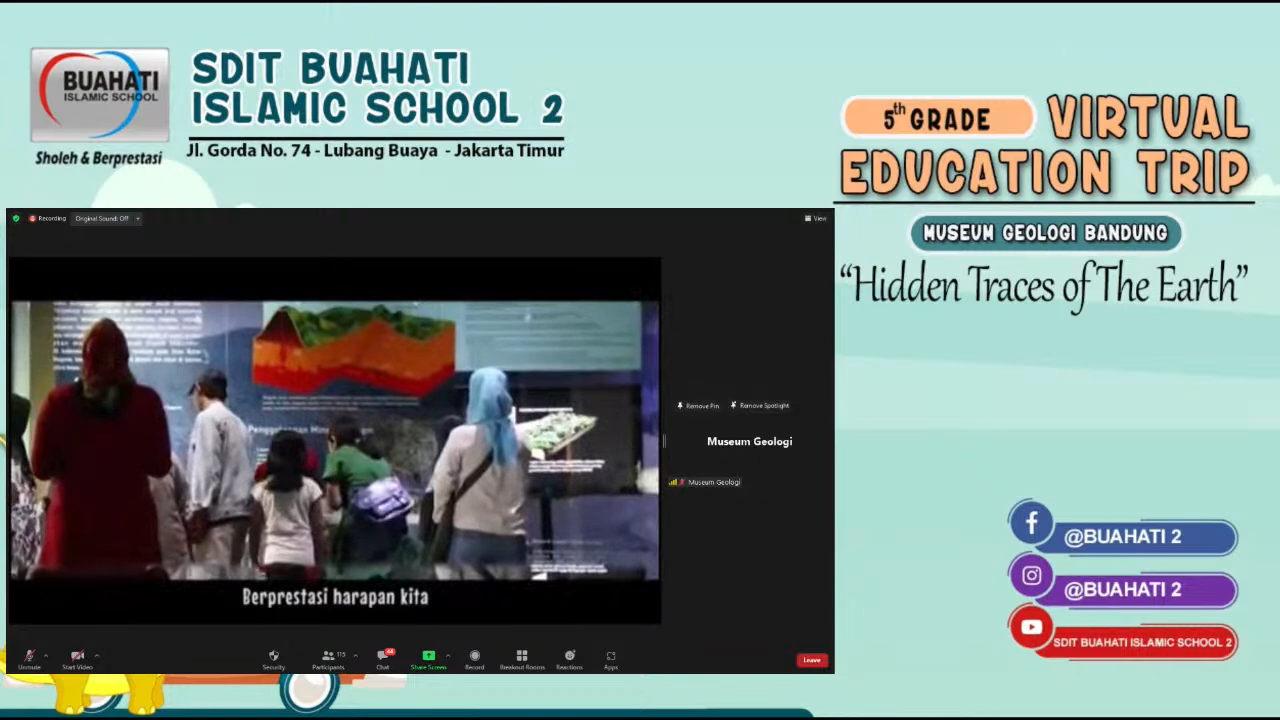 BUAHATI
ISLAMIC SCHOOL
Sholeh & Berprestasi
SDIT BUAHATI
ISLAMIC SCHOOL 2
Jl. Gorda No. 74 - Lubang Buaya - Jakarta Timur
5th GRADE VIRTUAL
EDUCATION TRIP
MUSEUM GEOLOGI BANDUNG
“Hidden Traces of The Earth”
Recording
Original Sound: Off
View
Berprestasi harapan kita
Remove Pin
Remove Spotlight
Museum Geologi
Museum Geologi
Unmute
Start Video
Security
115
Participants
Chat
Share Screen
Record
Breakout Rooms
Reactions
Apps
Leave
@BUAHATI 2
@BUAHATI 2
SDIT BUAHATI ISLAMIC SCHOOL 2